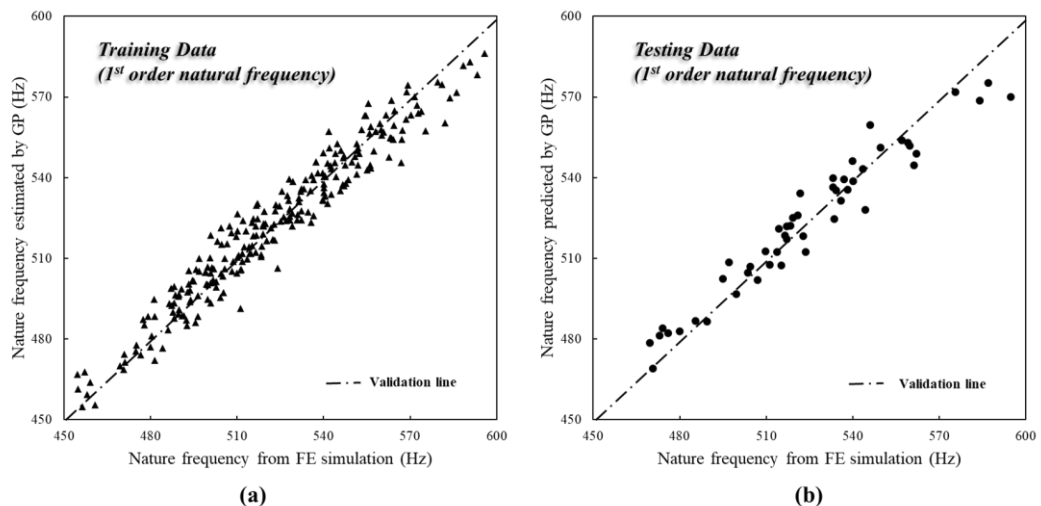 600
570
540
510
480
450
Nature frequency estimated by GP (Hz)
Training Data
(1st order natural frequency)
Validation line
450 480 510 540 570 600
Nature frequency from FE simulation (Hz)
(a)
600
570
540
510
480
450
Nature frequency predicted by GP (Hz)
Testing Data
(1st order natural frequency)
Validation line
450 480 510 540 570 600
Nature frequency from FE simulation (Hz)
(b)